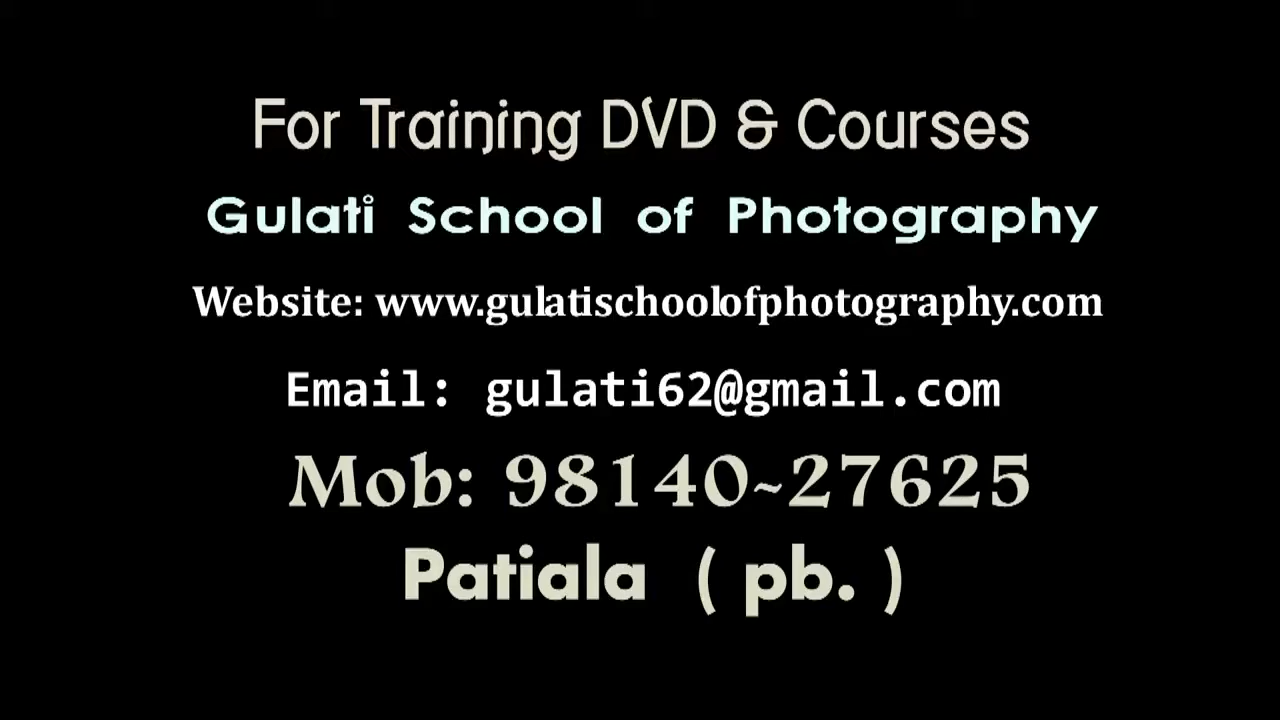 For Training DVD & Courses
Gulati School of Photography
Website: www.gulatischoolofphotography.com
Email: gulati62@gmail.com
Mob: 98140~27625
Patiala ( pb. )